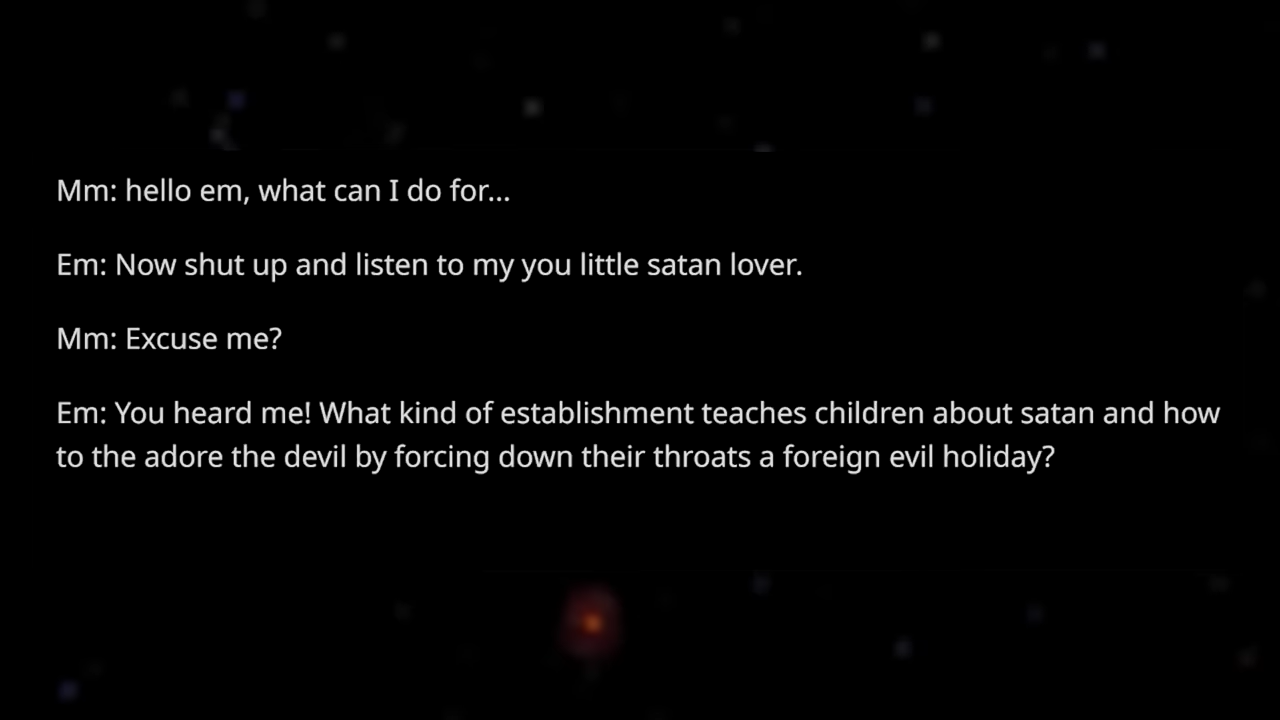 Mm: hello em, what can I do for...
Em: Now shut up and listen to my you little satan lover.
Mm: Excuse me?
Em: You heard me! What kind of establishment teaches children about satan and how
to the adore the devil by forcing down their throats a foreign evil holiday?